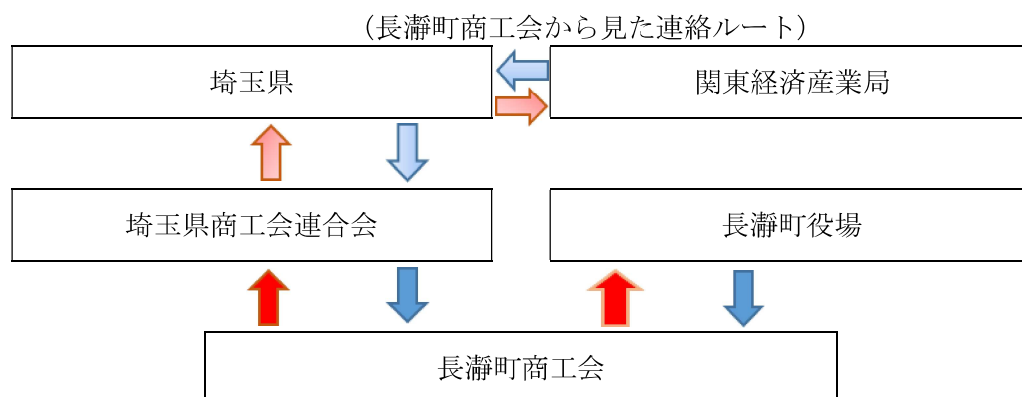 （長瀞町商工会から見た連絡ルート）
埼玉県
関東経済産業局
埼玉県商工会連合会
長瀞町役場
長瀞町商工会